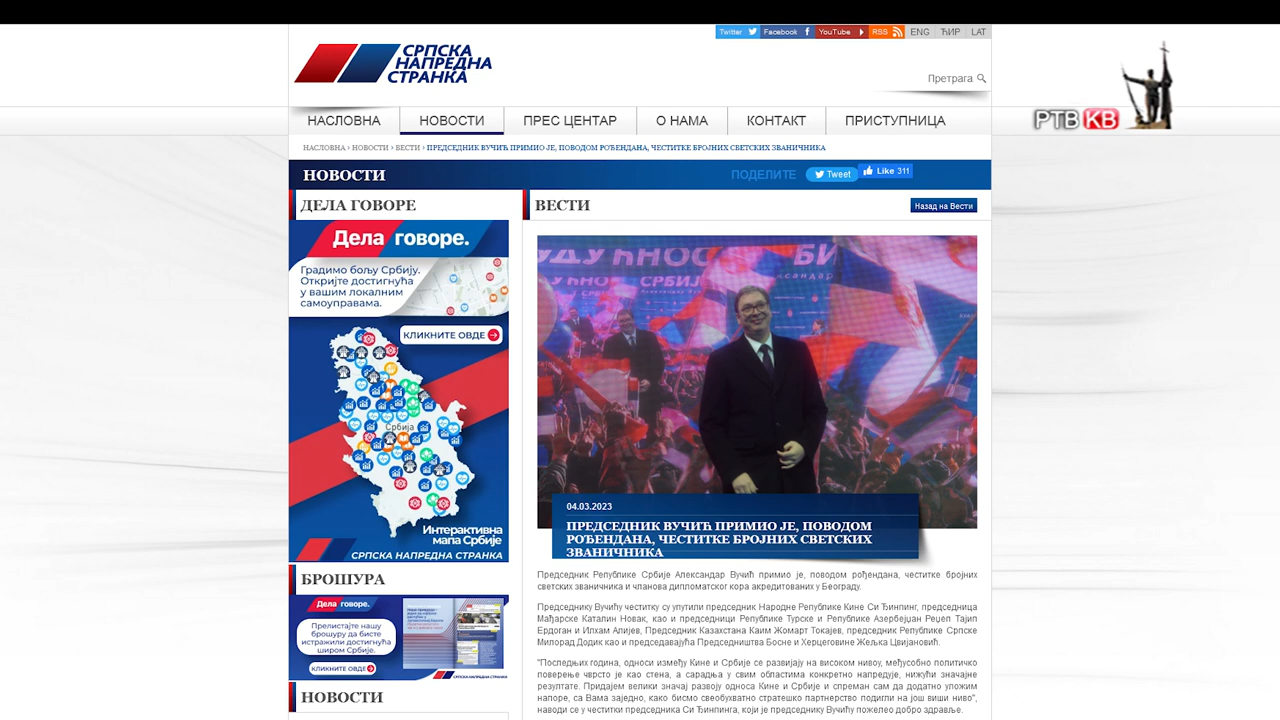 Twitter
Facebook
YouTube
RSS
ENG
ЋИР
LAT
СРПСКА
НАПРЕДНА
СТРАНКА
Претрага
РТВ КВ
НАСЛОВНА
НОВОСТИ
ПРЕС ЦЕНТАР
О НАМА
КОНТАКТ
ПРИСТУПНИЦА
НАСЛОВНА › НОВОСТИ › ВЕСТИ › ПРЕДСЕДНИК ВУЧИЋ ПРИМИО ЈЕ, ПОВОДОМ РОЂЕНДАНА, ЧЕСТИТКЕ БРОЈНИХ СВЕТСКИХ ЗВАНИЧНИКА
НОВОСТИ
ПОДЕЛИТЕ
Tweet
Like 311
ДЕЛА ГОВОРЕ
Дела говоре.
Градимо бољу Србију.
Откријте достигнућа
у вашим локалним
самоуправама.
КЛИКНИТЕ ОВДЕ
Србија
Интерактивна
мапа Србије
СРПСКА НАПРЕДНА СТРАНКА
БРОШУРА
Дела говоре.
Прелистајте нашу
брошуру да бисте
истражили достигнућа
широм Србије.
КЛИКНИТЕ ОВДЕ
СРПСКА НАПРЕДНА СТРАНКА
НОВОСТИ
ВЕСТИ
Назад на Вести
04.03.2023
ПРЕДСЕДНИК ВУЧИЋ ПРИМИО ЈЕ, ПОВОДОМ
РОЂЕНДАНА, ЧЕСТИТКЕ БРОЈНИХ СВЕТСКИХ
ЗВАНИЧНИКА
Председник Републике Србије Александар Вучић примио је, поводом рођендана, честитке бројних
светских званичника и чланова дипломатског кора акредитованих у Београду.
Председнику Вучићу честитку су упутили председник Народне Републике Кине Си Ђинпинг, председница
Мађарске Каталин Новак, као и председници Републике Турске и Републике Азербејџан Реџеп Тајип
Ердоган и Илхам Алијев, Председник Казахстана Каим Жомарт Токајев, председник Републике Српске
Милорад Додик као и председавајућа Председништва Босне и Херцеговине Жељка Цвијановић.
"Последњих година, односи између Кине и Србије се развијају на високом нивоу, међусобно политичко
поверење чврсто је као стена, а сарадња у свим областима конкретно напредује, нижући значајне
резултате. Придајем велики значај развоју односа Кине и Србије и спреман сам да додатно уложим
напоре, са Вама заједно, како бисмо свеобухватно стратешко партнерство подигли на још виши ниво",
наводи се у честитки председника Си Ђинпинга, који је председнику Вучићу пожелео добро здравље.